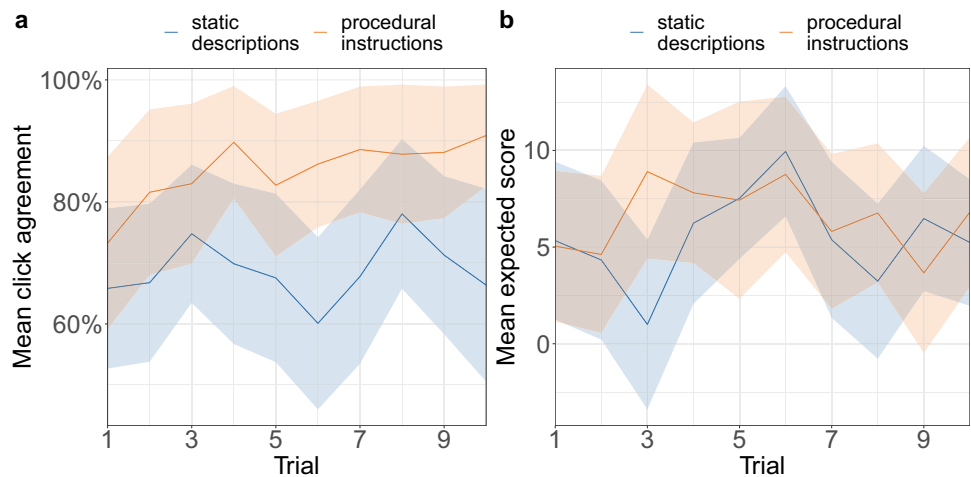 a
static descriptions
procedural instructions
Mean click agreement
100%
80%
60%
1 3 5 7 9
Trial
b
static descriptions
procedural instructions
Mean expected score
10
5
0
1 3 5 7 9
Trial